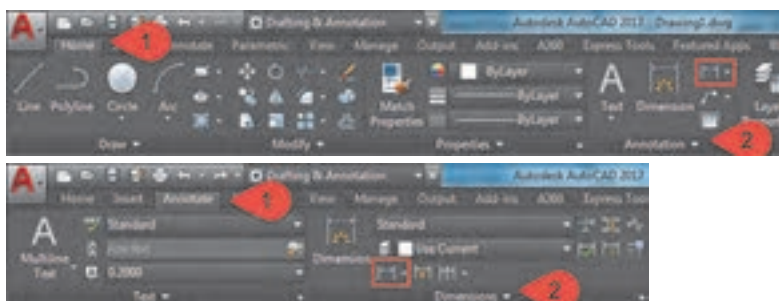 Drafting & Annotation Autodesk AutoCAD 2017 Drawing1.dwg
Home 1 Annotate Parametric View Manage Output Add-ins A360 Express Tools Featured Apps
ByLayer
Line Polyline Circle Arc Match Properties ByLayer Text Dimension
ByLayer
Draw Modify Properties Annotation 2
Drafting & Annotation Autodesk AutoCAD 2017
Home Insert Annotate 1 View Manage Output Add-ins A360 Express Tools
Standard Standard
Multiline Text Dimension Use Current
0.2000
Text Dimensions 2